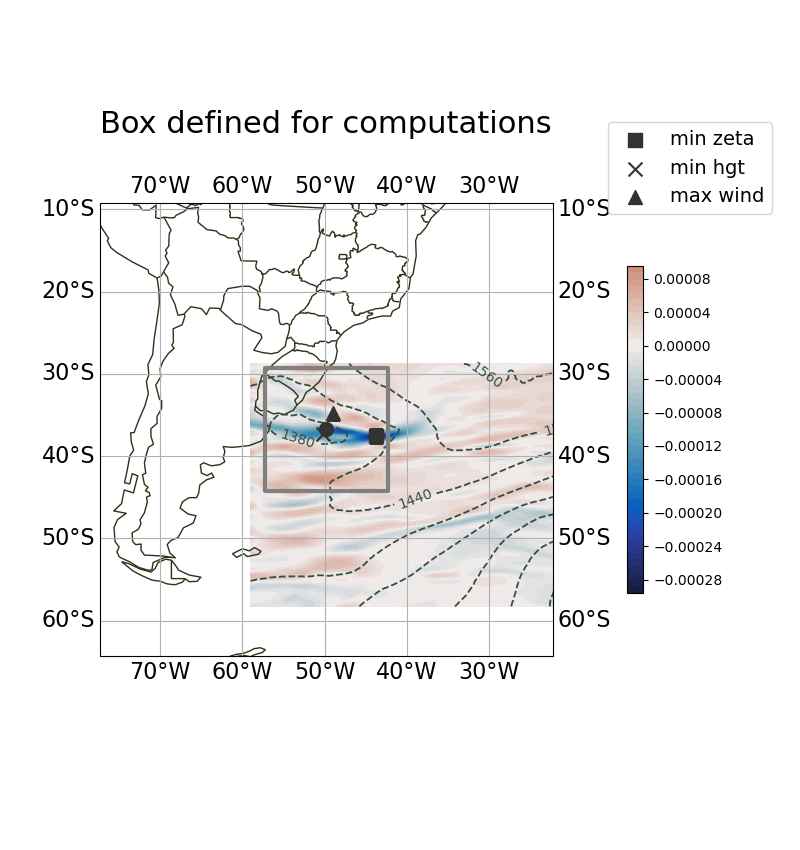 Box defined for computations
min zeta
min hgt
max wind
70°W 60°W 50°W 40°W 30°W
10°S 10°S
20°S 20°S
30°S 30°S
40°S 40°S
50°S 50°S
60°S 60°S
1560
1380
1440
70°W 60°W 50°W 40°W 30°W
0.00008
0.00004
0.00000
−0.00004
−0.00008
−0.00012
−0.00016
−0.00020
−0.00024
−0.00028